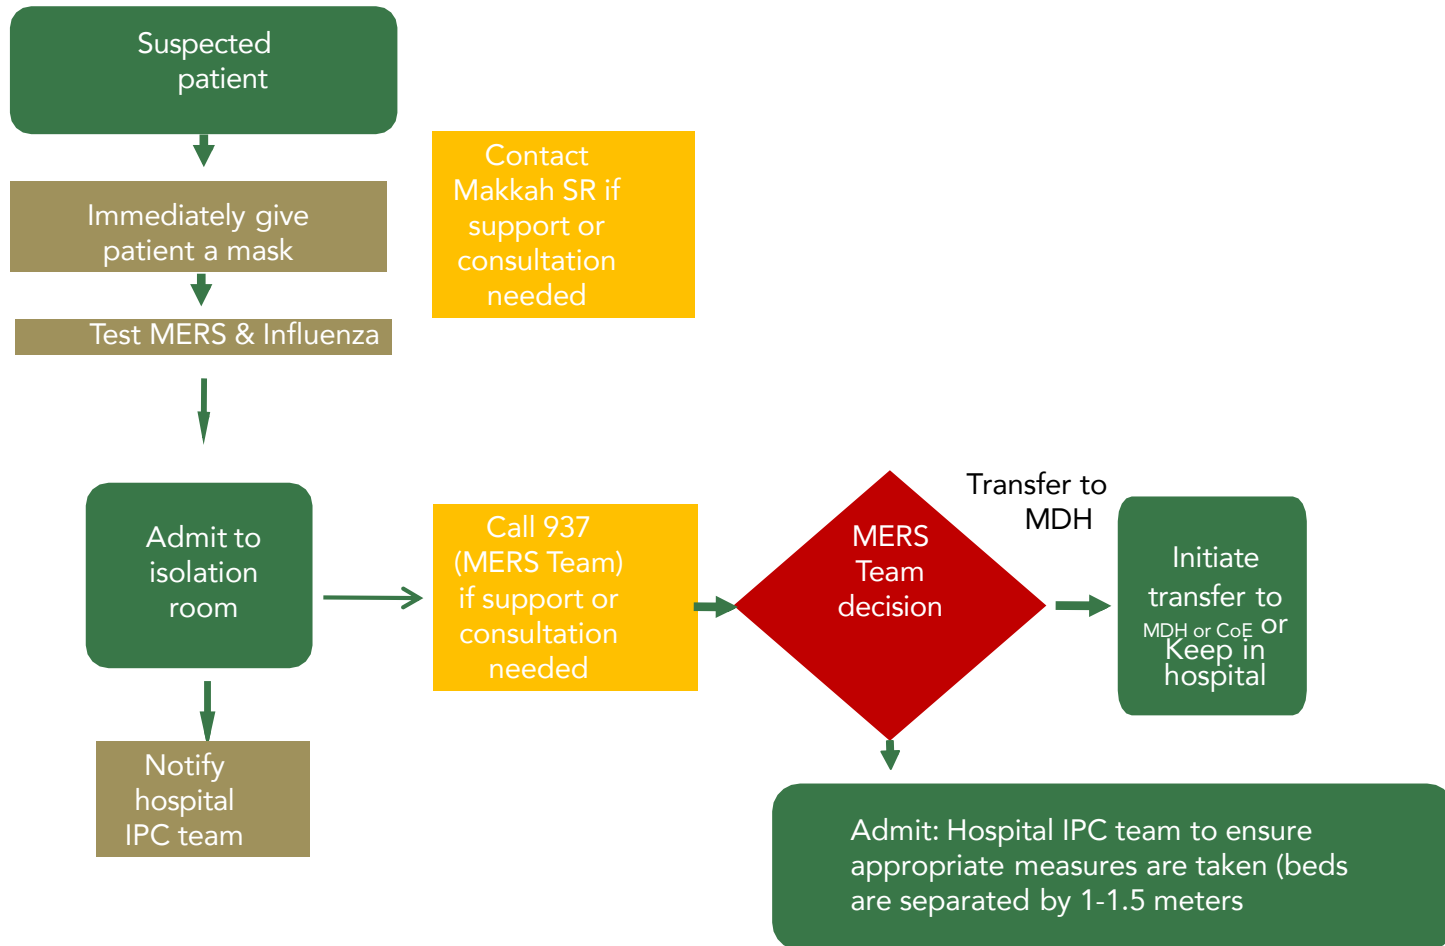 Suspected
patient
Immediately give
patient a mask
Contact
Makkah SR if
support or
consultation
needed
Test MERS & Influenza
Admit to
isolation
room
Call 937
(MERS Team)
if support or
consultation
needed
MERS
Team
decision
Transfer to
MDH
Initiate
transfer to
MDH or CoE or
Keep in
hospital
Notify
hospital
IPC team
Admit: Hospital IPC team to ensure
appropriate measures are taken (beds
are separated by 1-1.5 meters